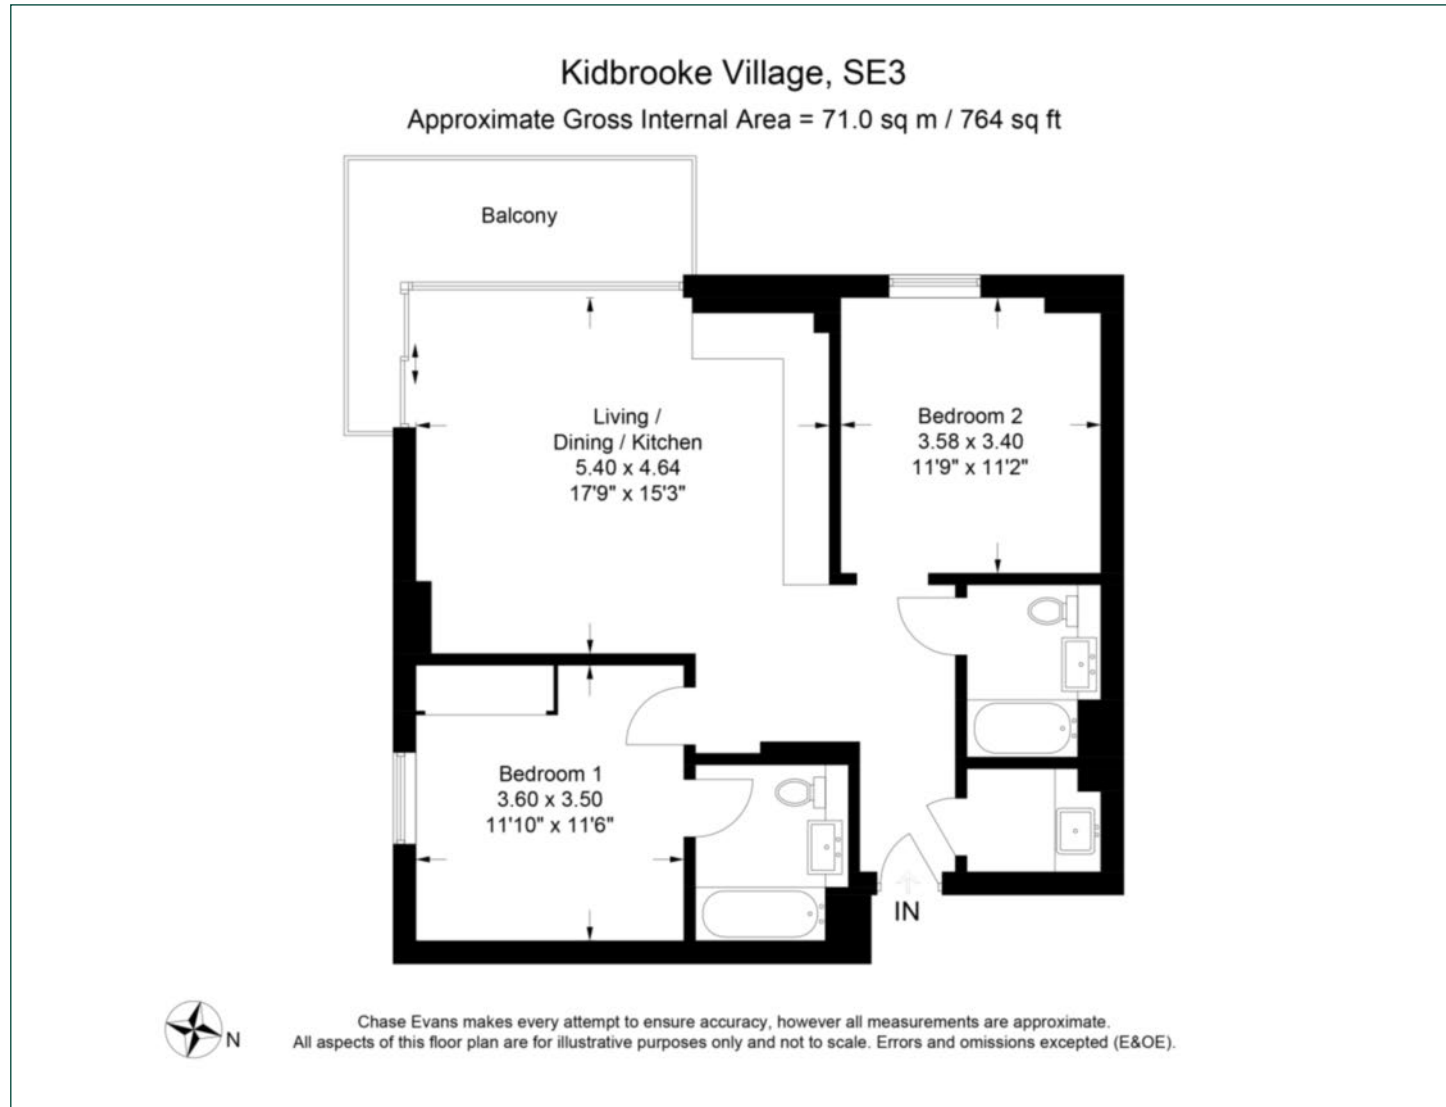 Kidbrooke Village, SE3
Approximate Gross Internal Area = 71.0 sq m / 764 sq ft
Balcony
Living /
Dining / Kitchen
5.40 x 4.64
17'9" x 15'3"
Bedroom 2
3.58 x 3.40
11'9" x 11'2"
Bedroom 1
3.60 x 3.50
11'10" x 11'6"
IN
N
Chase Evans makes every attempt to ensure accuracy, however all measurements are approximate.
All aspects of this floor plan are for illustrative purposes only and not to scale. Errors and omissions excepted (E&OE).